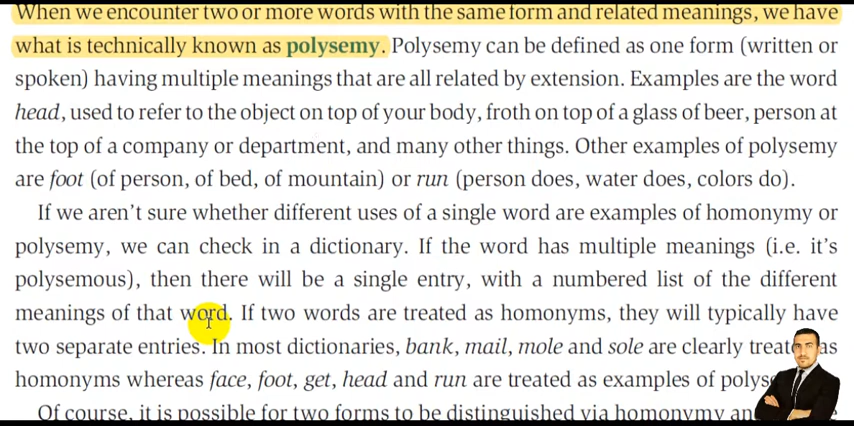 When we encounter two or more words with the same form and related meanings, we have
what is technically known as polysemy. Polysemy can be defined as one form (written or
spoken) having multiple meanings that are all related by extension. Examples are the word
head, used to refer to the object on top of your body, froth on top of a glass of beer, person at
the top of a company or department, and many other things. Other examples of polysemy
are foot (of person, of bed, of mountain) or run (person does, water does, colors do).
If we aren't sure whether different uses of a single word are examples of homonymy or
polysemy, we can check in a dictionary. If the word has multiple meanings (i.e. it's
polysemous), then there will be a single entry, with a numbered list of the different
meanings of that word. If two words are treated as homonyms, they will typically have
two separate entries. In most dictionaries, bank, mail, mole and sole are clearly as
homonyms whereas face, foot, get, head and run are treated as examples of
Of course, it is possible for two forms to be distinguished via homonymy